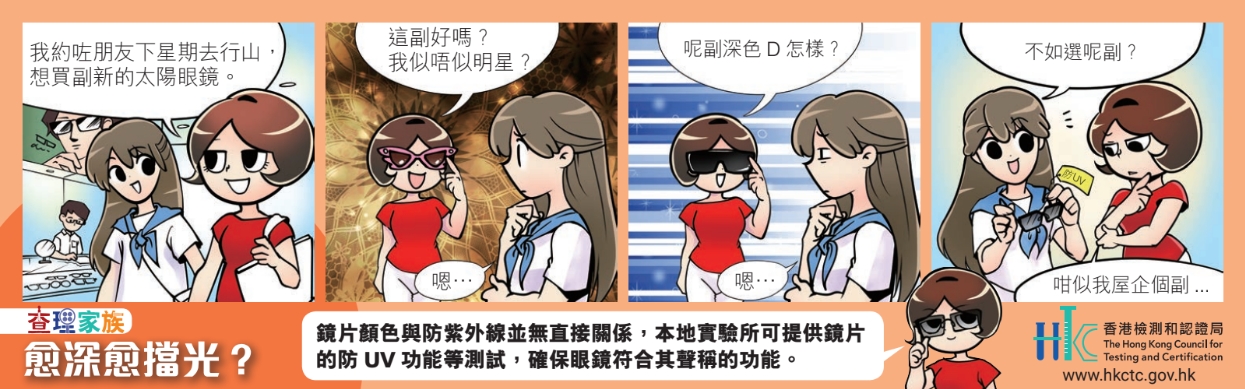 我約咗朋友下星期去行山，
想買副新的太陽眼鏡。
這副好嗎？
我似唔似明星？
嗯…
呢副深色 D 怎樣？
嗯…
不如選呢副？
防UV
咁似我屋企個副 ...
查理家族
愈深愈擋光？
鏡片顏色與防紫外線並無直接關係，本地實驗所可提供鏡片
的防 UV 功能等測試，確保眼鏡符合其聲稱的功能。
HKTC
香港檢測和認證局
The Hong Kong Council for
Testing and Certification
www.hkctc.gov.hk